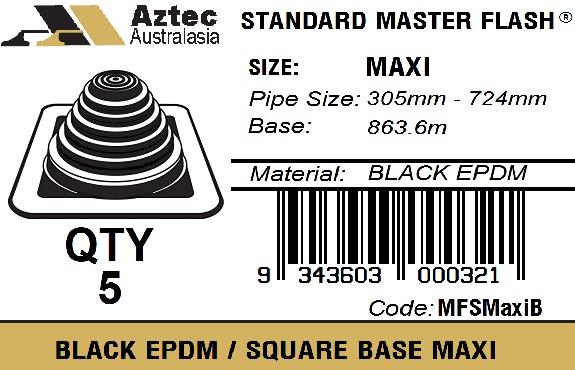 Aztec
Australasia
STANDARD MASTER FLASH®
SIZE: MAXI
Pipe Size: 305mm - 724mm
Base: 863.6m
Material: BLACK EPDM
QTY
5
9 343603 000321
Code: MFSMaxiB
BLACK EPDM / SQUARE BASE MAXI